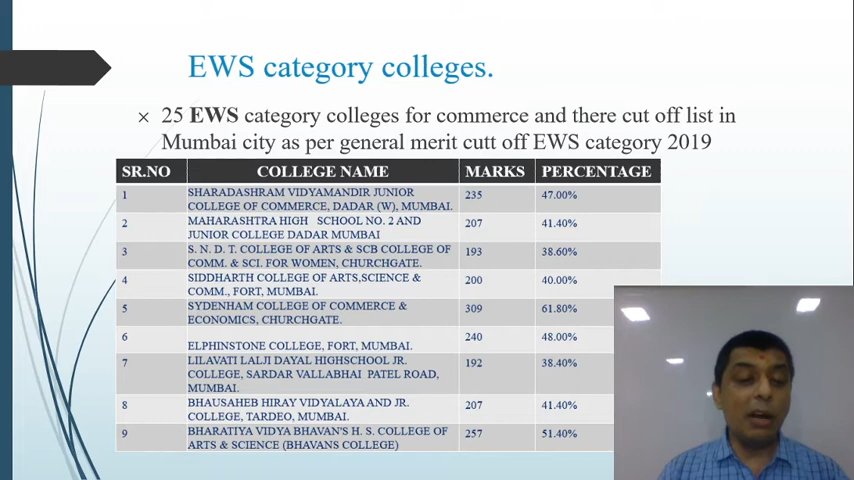 EWS category colleges.
× 25 EWS category colleges for commerce and there cut off list in
Mumbai city as per general merit cutt off EWS category 2019
SR.NO COLLEGE NAME MARKS PERCENTAGE
1 SHARADASHRAM VIDYAMANDIR JUNIOR 235 47.00%
COLLEGE OF COMMERCE, DADAR (W), MUMBAI.
2 MAHARASHTRA HIGH SCHOOL NO. 2 AND 207 41.40%
JUNIOR COLLEGE DADAR MUMBAI
3 S. N. D. T. COLLEGE OF ARTS & SCB COLLEGE OF 193 38.60%
COMM. & SCI. FOR WOMEN, CHURCHGATE.
4 SIDDHARTH COLLEGE OF ARTS,SCIENCE & 200 40.00%
COMM., FORT, MUMBAI.
5 SYDENHAM COLLEGE OF COMMERCE & 309 61.80%
ECONOMICS, CHURCHGATE.
6 240 48.00%
ELPHINSTONE COLLEGE, FORT, MUMBAI.
7 LILAVATI LALJI DAYAL HIGHSCHOOL JR. 192 38.40%
COLLEGE, SARDAR VALLABHAI PATEL ROAD,
MUMBAI.
8 BHAUSAHEB HIRAY VIDYALAYA AND JR. 207 41.40%
COLLEGE, TARDEO, MUMBAI.
9 BHARATIYA VIDYA BHAVAN'S H. S. COLLEGE OF 257 51.40%
ARTS & SCIENCE (BHAVANS COLLEGE)